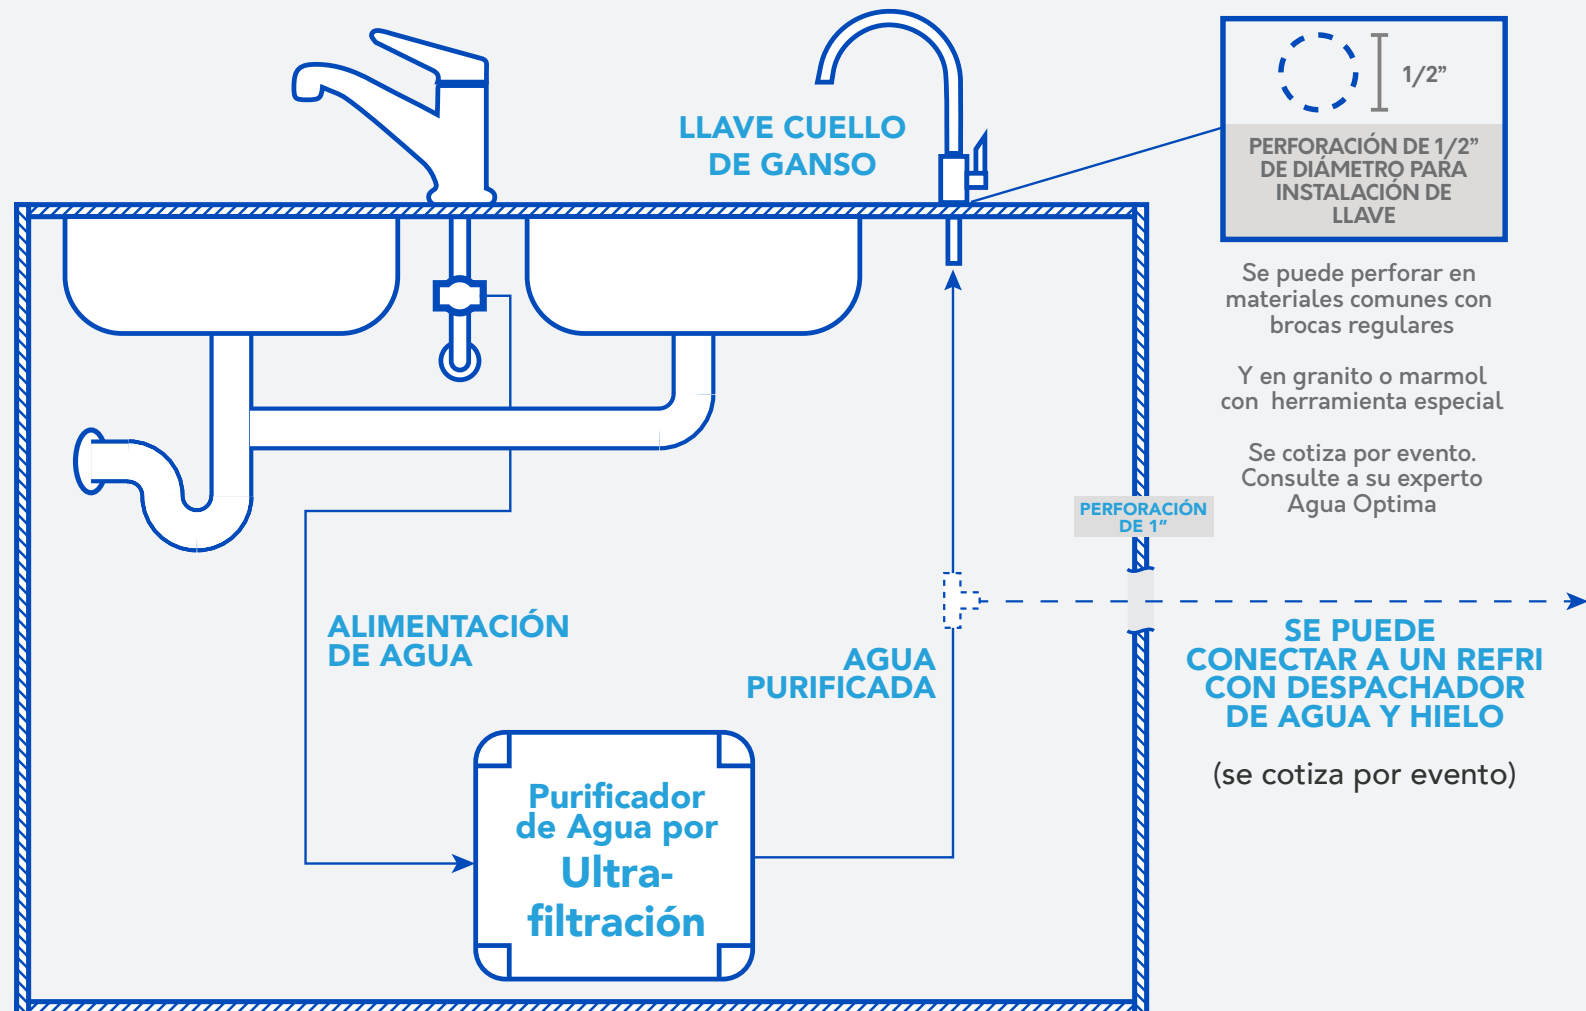 LLAVE CUELLO
DE GANSO
1/2”
PERFORACIÓN DE 1/2”
DE DIÁMETRO PARA
INSTALACIÓN DE
LLAVE
Se puede perforar en
materiales comunes con
brocas regulares
Y en granito o marmol
con herramienta especial
Se cotiza por evento.
Consulte a su experto
Agua Optima
PERFORACIÓN
DE 1”
ALIMENTACIÓN
DE AGUA
AGUA
PURIFICADA
SE PUEDE
CONECTAR A UN REFRI
CON DESPACHADOR
DE AGUA Y HIELO
(se cotiza por evento)
Purificador
de Agua por
Ultra-
filtración